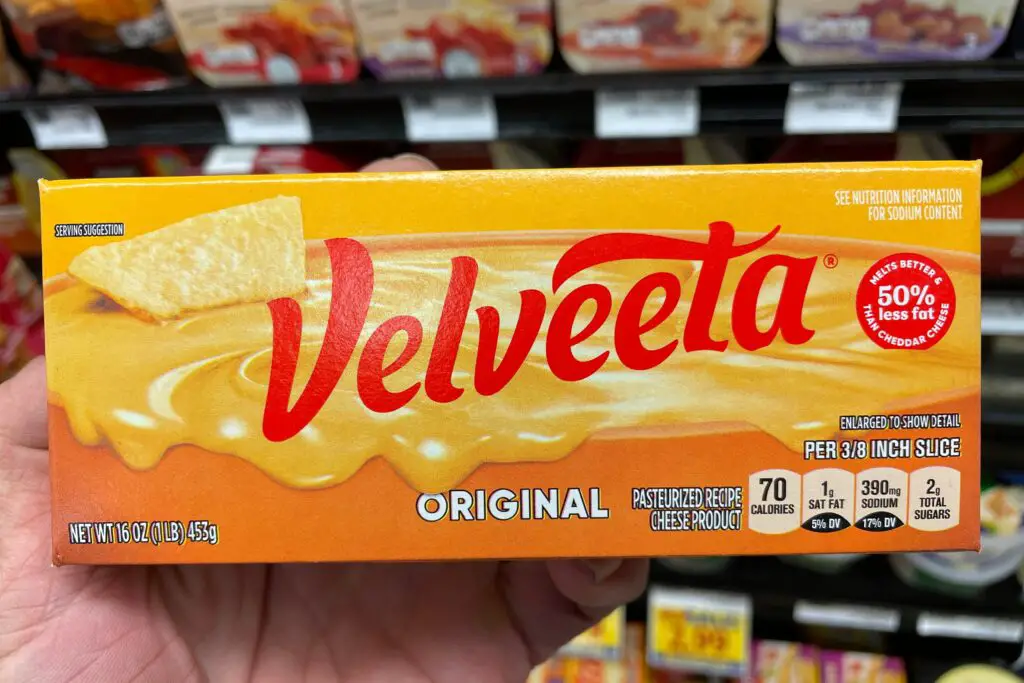 SERVING SUGGESTION
SEE NUTRITION INFORMATION
FOR SODIUM CONTENT
Velveeta®
MELTS BETTER &
50%
less fat
THAN CHEDDAR CHEESE
ENLARGED TO SHOW DETAIL
PER 3/8 INCH SLICE
ORIGINAL
PASTEURIZED RECIPE
CHEESE PRODUCT
70
CALORIES
1g
SAT FAT
5% DV
390mg
SODIUM
17% DV
2g
TOTAL
SUGARS
NET WT 16 OZ (1 LB) 453g